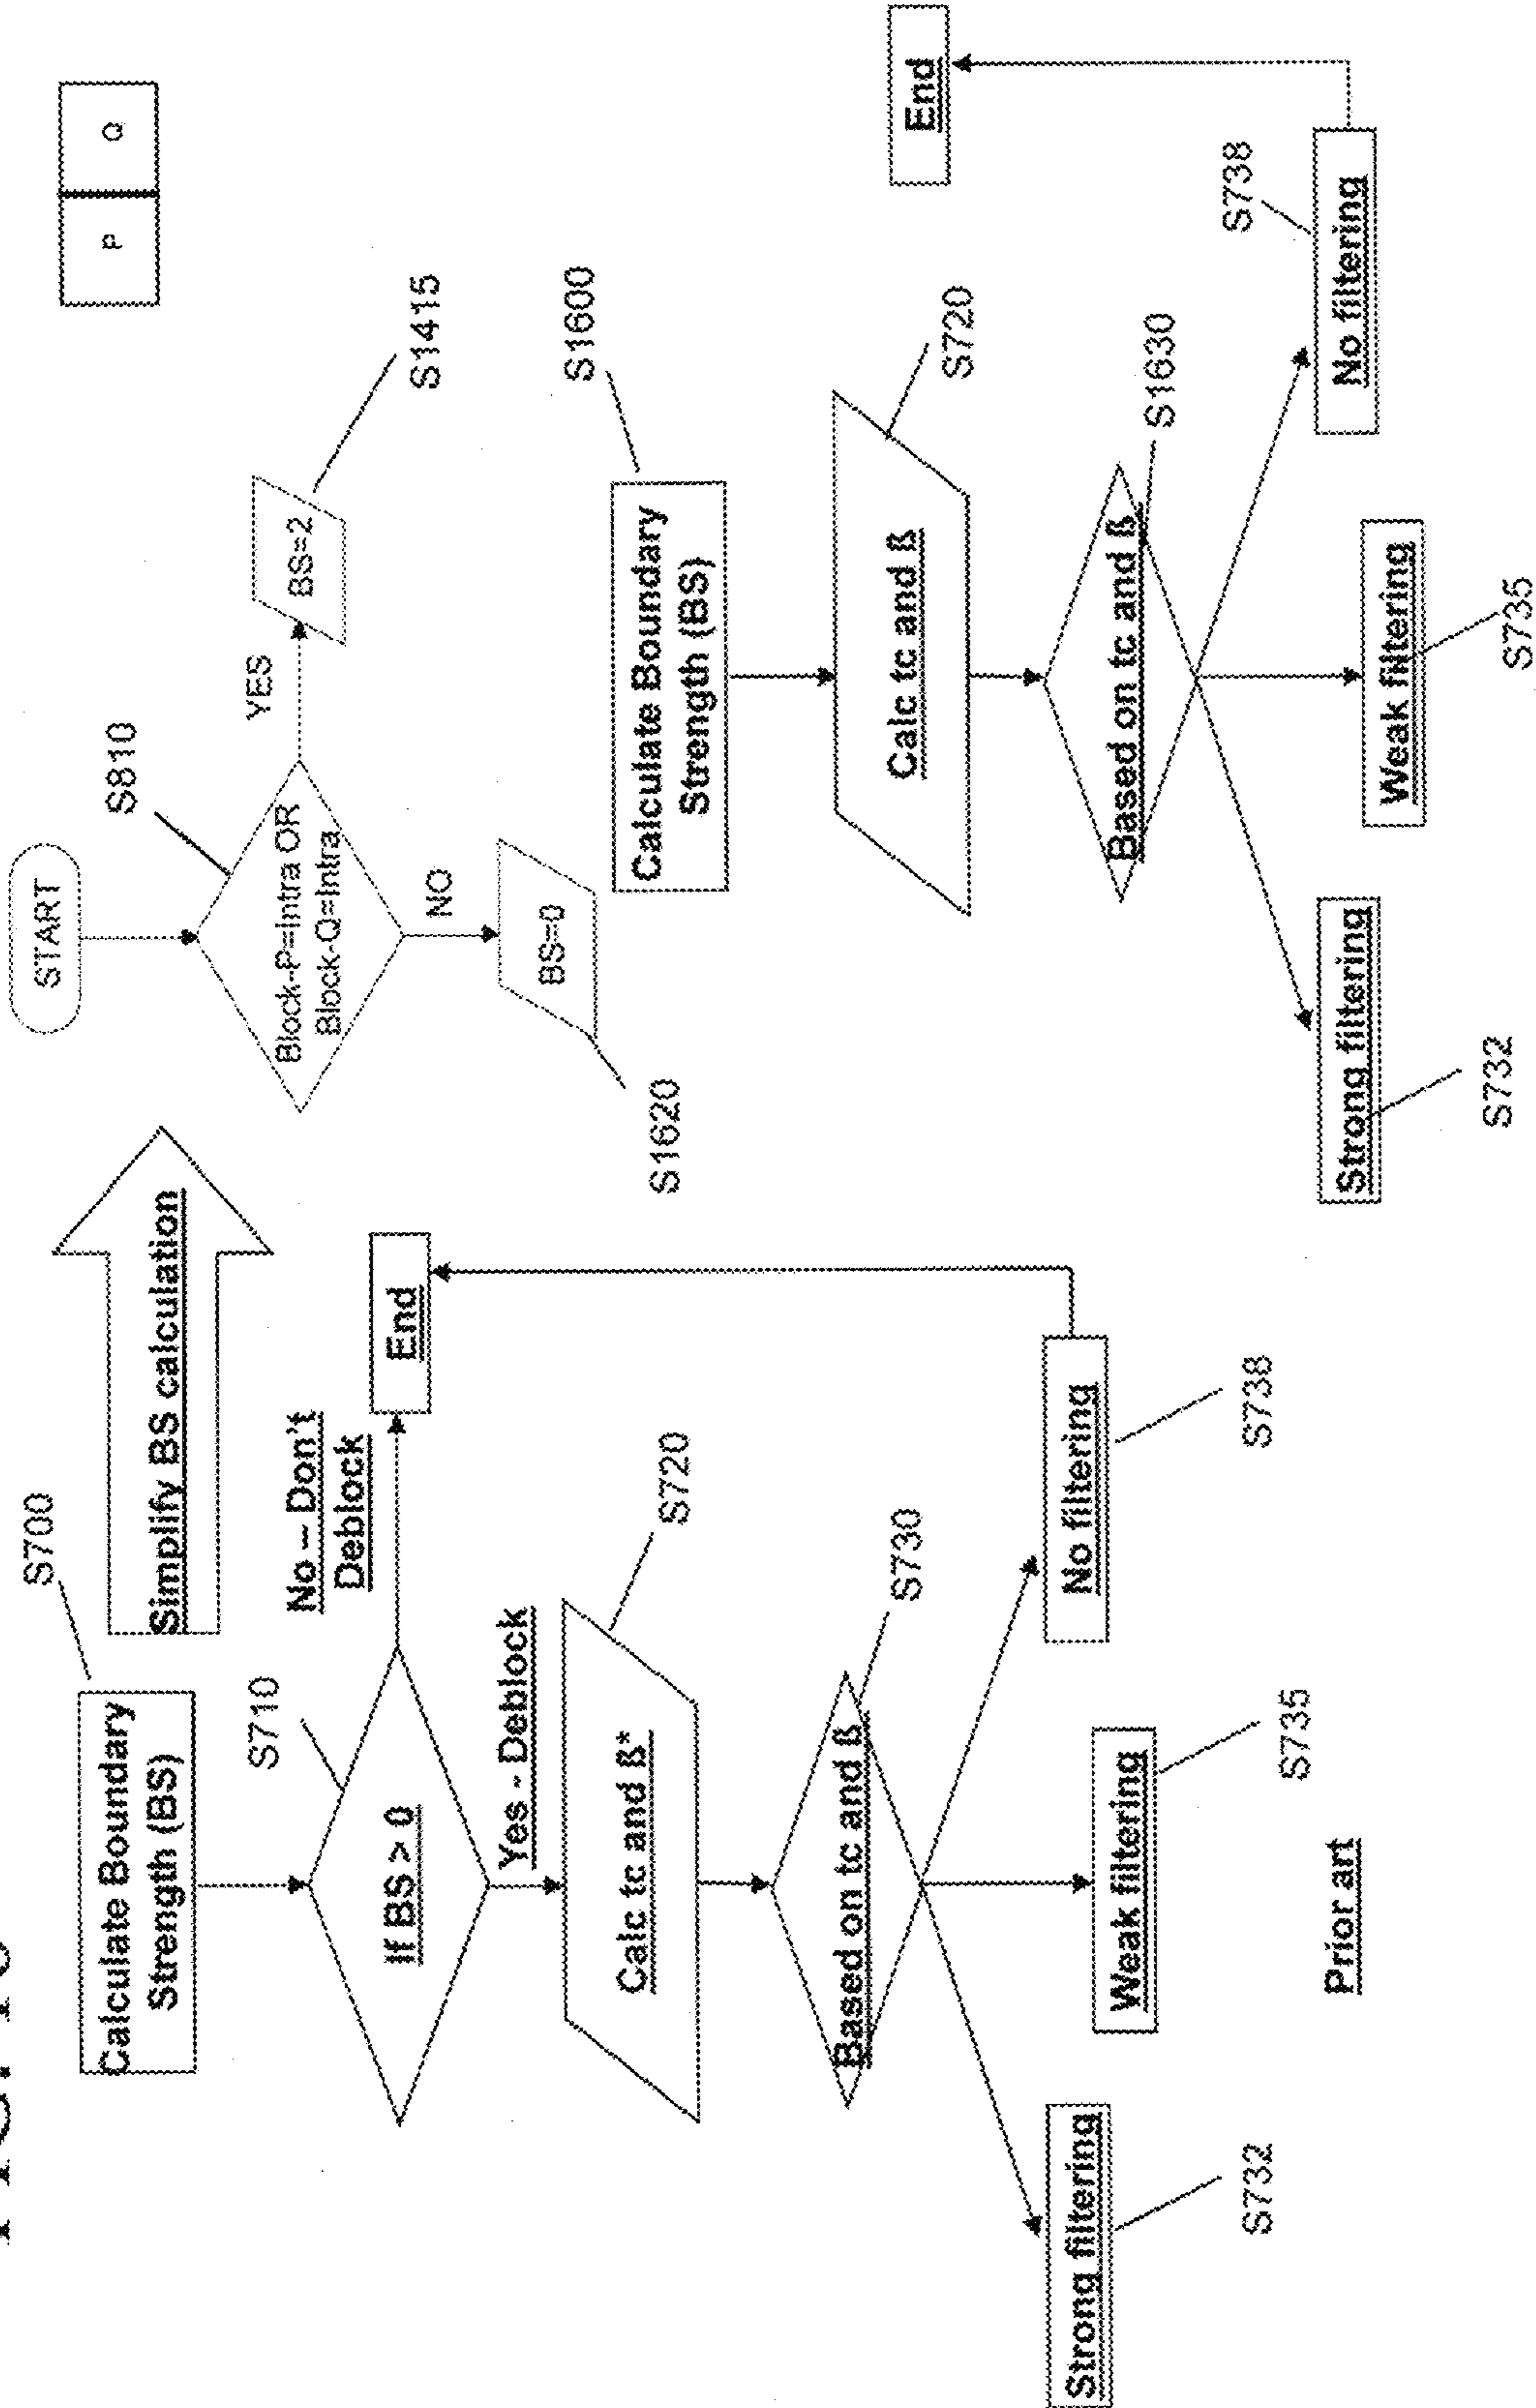 S700
Calculate Boundary
Strength (BS)
Simplify BS calculation
S710
If BS > 0
No – Don't
Deblock
End
Yes - Deblock
Calc tc and ß*
S720
Based on tc and ß
S730
Strong filtering
S732
Weak filtering
S735
No filtering
S738
Prior art
START
S810
Block-P=Intra OR
Block-Q=Intra
YES
BS=2
S1415
NO
BS=0
S1620
P
Q
Calculate Boundary
Strength (BS)
S1600
Calc tc and ß
S720
Based on tc and ß
S1630
Strong filtering
S732
Weak filtering
S735
No filtering
S738
End